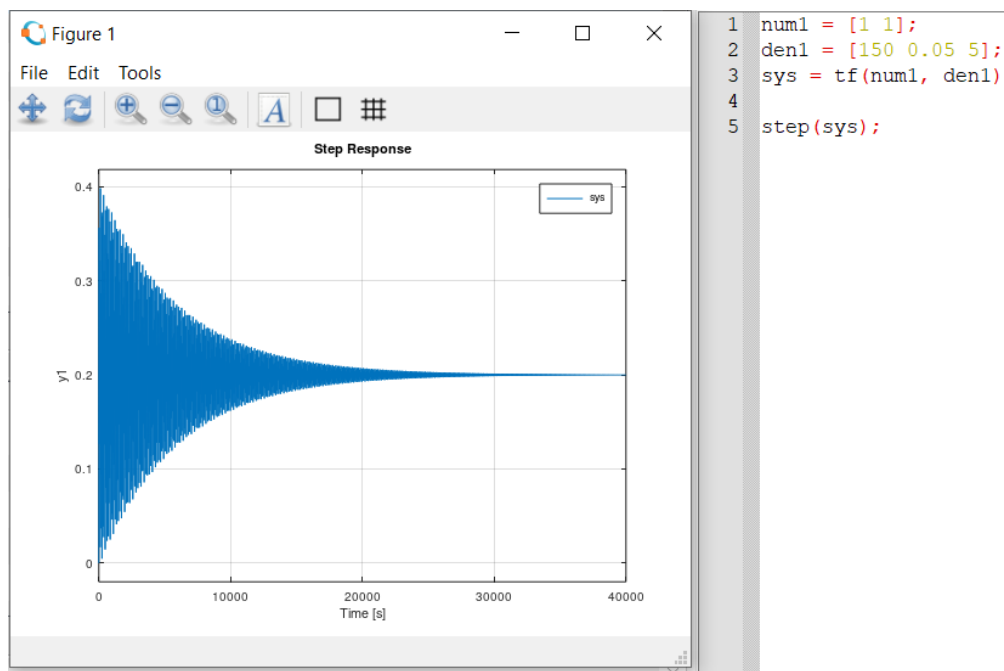 Figure 1
File Edit Tools
A
Step Response
sys
0.4
0.3
0.2
0.1
0
y1
0 10000 20000 30000 40000
Time [s]
1 num1 = [1 1];
2 den1 = [150 0.05 5];
3 sys = tf(num1, den1)
4
5 step(sys);